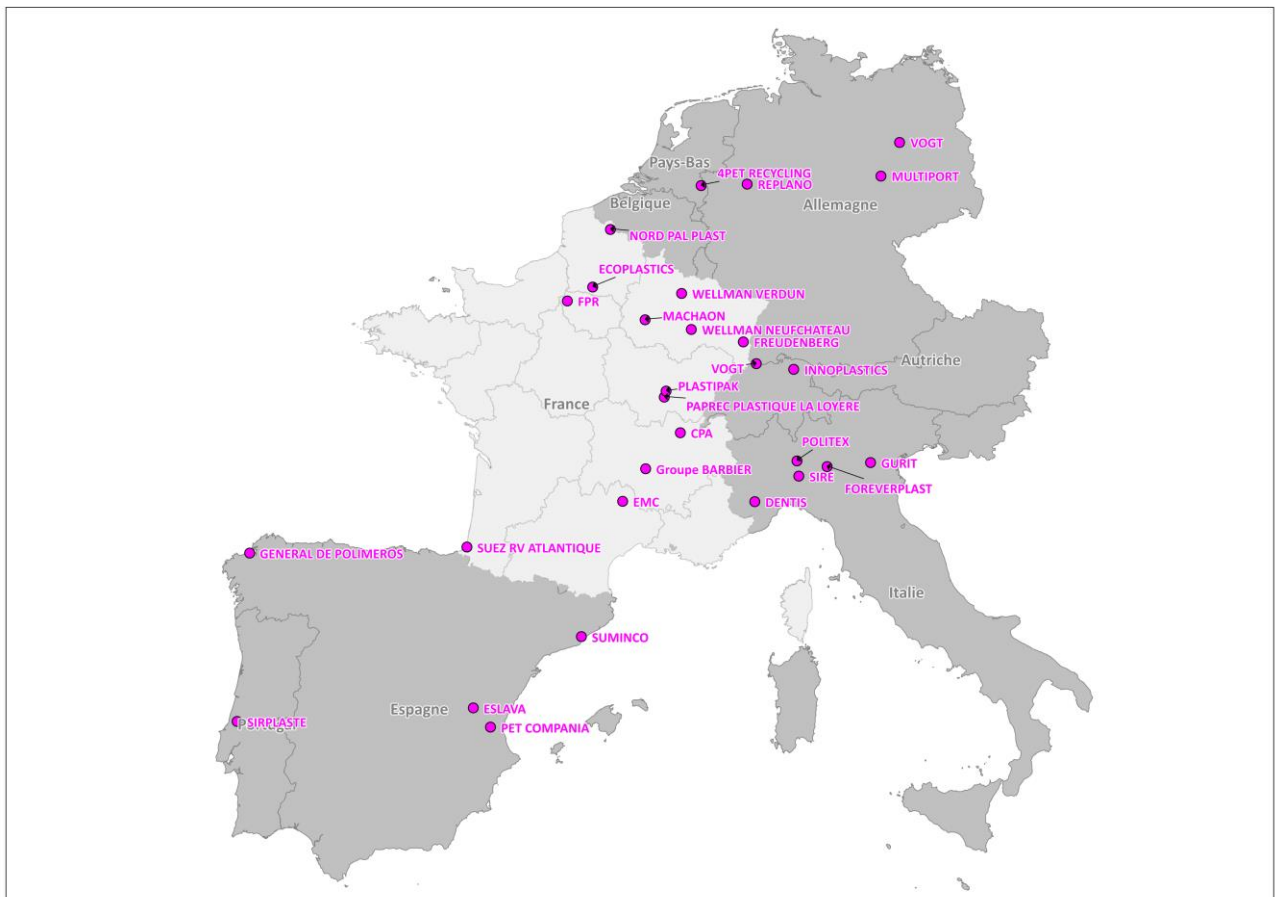 VOGT
Pays-Bas
4PET RECYCLING
MULTIPORT
REPLANO
Belgique
Allemagne
NORD PAL PLAST
ECOPLASTICS
WELLMAN VERDUN
FPR
MACHAON
WELLMAN NEUFCHATEAU
FREUDENBERG
Autriche
VOGT
INNOPLASTICS
PLASTIPAK
France
PAPREC PLASTIQUE LA LOYERE
CPA
POLITEX
GURIT
Groupe BARBIER
SIRE
FOREVERPLAST
EMC
DENTIS
SUEZ RV ATLANTIQUE
GENERAL DE POLIMEROS
Italie
SUMINCO
Espagne
ESLAVA
SIRPLASTE
Portugal
PET COMPANIA